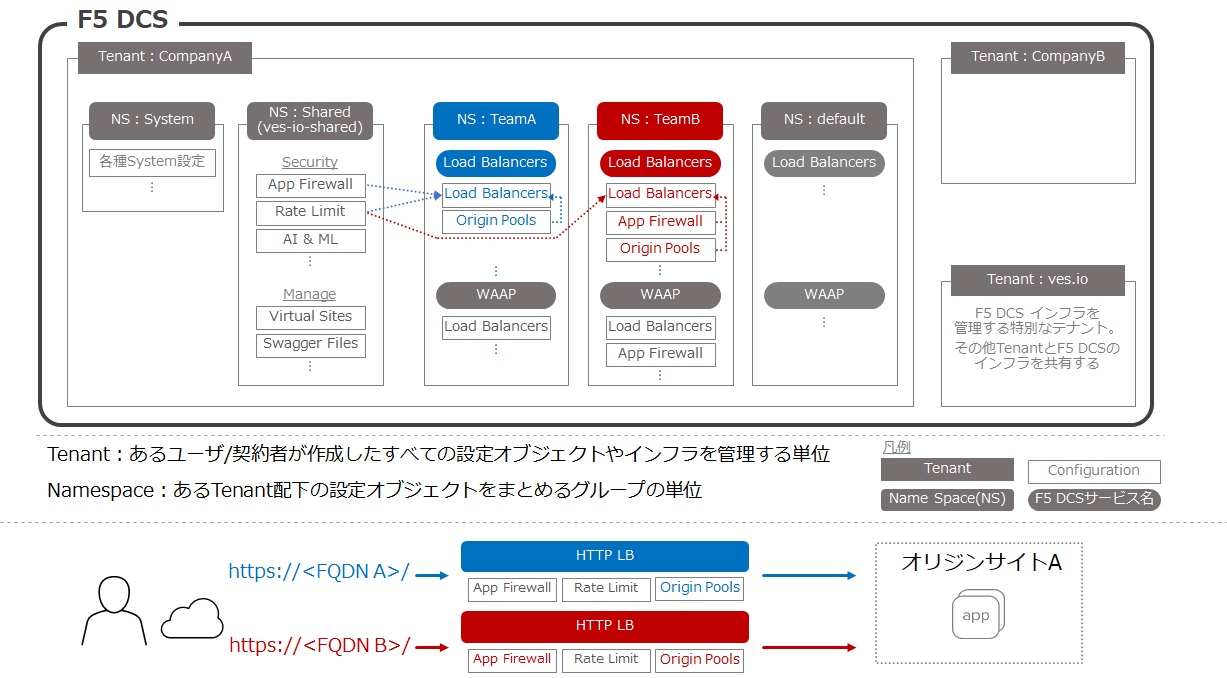 F5 DCS
Tenant : CompanyA
NS : System
各種System設定
⋮
NS : Shared
(ves-io-shared)
Security
App Firewall
Rate Limit
AI & ML
⋮
Manage
Virtual Sites
Swagger Files
⋮
NS : TeamA
Load Balancers
Load Balancers
Origin Pools
⋮
WAAP
Load Balancers
⋮
NS : TeamB
Load Balancers
Load Balancers
App Firewall
Origin Pools
⋮
WAAP
Load Balancers
App Firewall
⋮
NS : default
Load Balancers
⋮
WAAP
⋮
Tenant : CompanyB
Tenant : ves.io
F5 DCS インフラを
管理する特別なテナント。
その他TenantとF5 DCSの
インフラを共有する
Tenant : あるユーザ/契約者が作成したすべての設定オブジェクトやインフラを管理する単位
Namespace : あるTenant配下の設定オブジェクトをまとめるグループの単位
凡例
Tenant
Configuration
Name Space(NS)
F5 DCSサービス名
https://<FQDN A>/
HTTP LB
App Firewall
Rate Limit
Origin Pools
https://<FQDN B>/
HTTP LB
App Firewall
Rate Limit
Origin Pools
オリジンサイトA
app